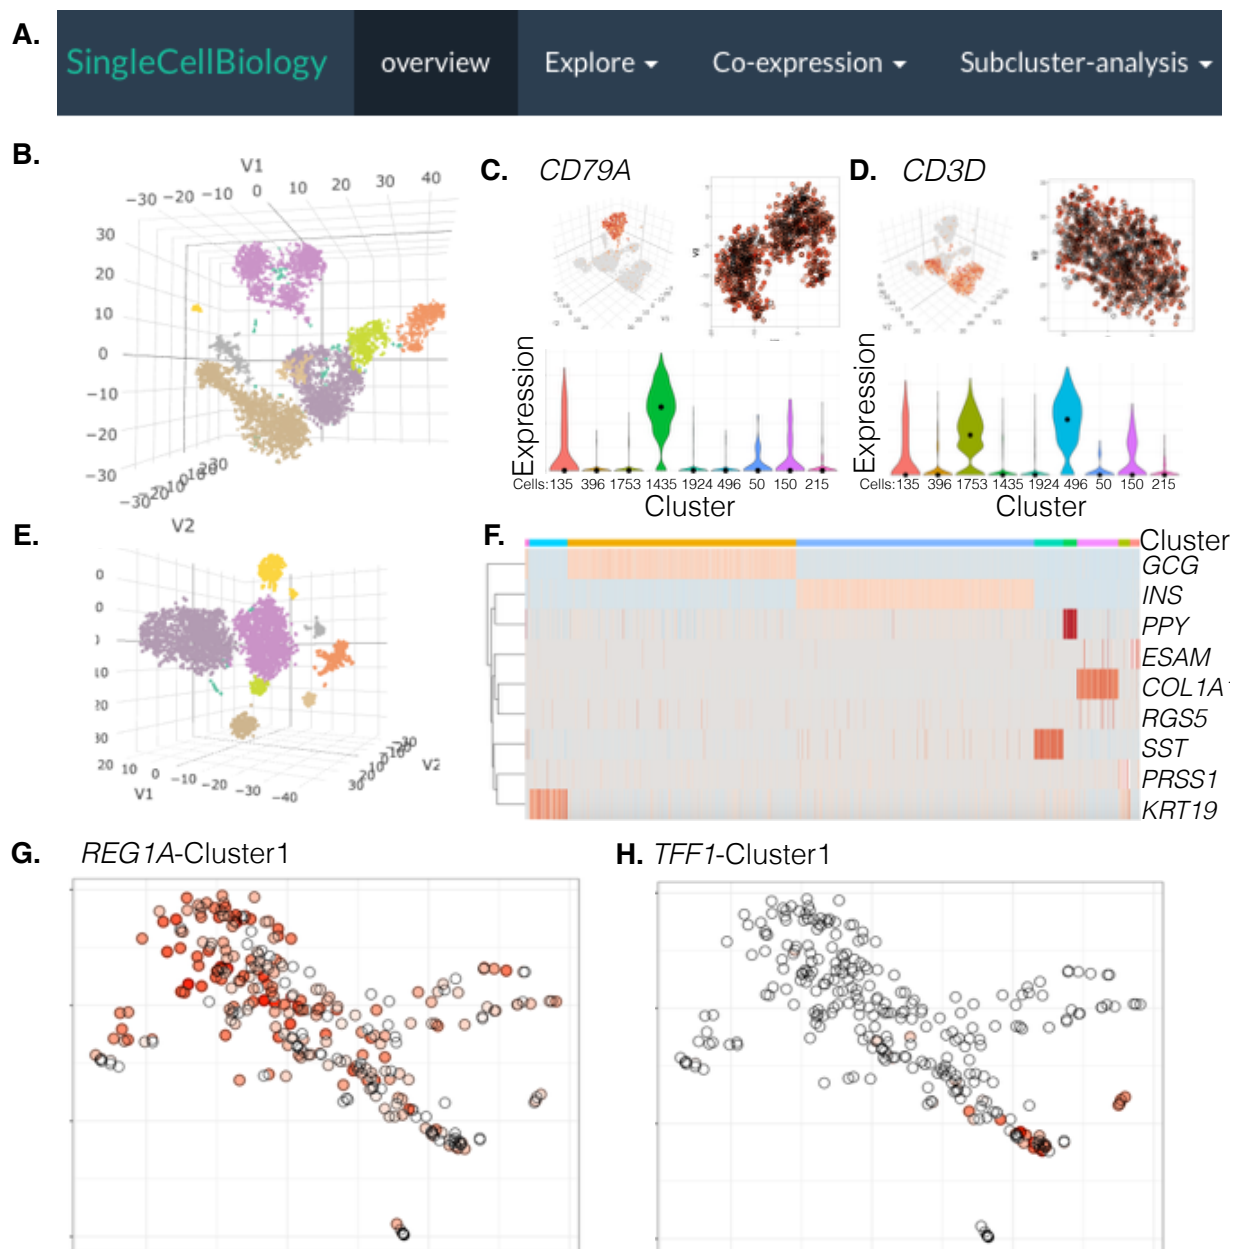 A.
SingleCellBiology overview Explore Co-expression Subcluster-analysis
B.
V1
−30 −20 −10 0 10 20 30 40
30
20
10
0
−10
−20
−30
V2
C. CD79A
Expression
Cells: 135 396 1753 1435 1924 496 50 150 215
Cluster
D. CD3D
Expression
Cells: 135 396 1753 1435 1924 496 50 150 215
Cluster
E.
20 10 0 −10 −20 −30 −40
V1
V2
F.
Cluster
GCG
INS
PPY
ESAM
COL1A
RGS5
SST
PRSS1
KRT19
G. REG1A-Cluster1
H. TFF1-Cluster1